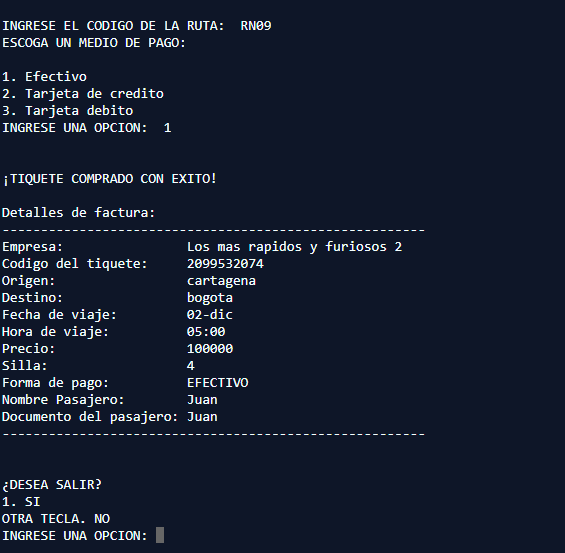 INGRESE EL CODIGO DE LA RUTA:  RN09
ESCOGA UN MEDIO DE PAGO:
1. Efectivo
2. Tarjeta de credito
3. Tarjeta debito
INGRESE UNA OPCION:  1
¡TIQUETE COMPRADO CON EXITO!
Detalles de factura:
-------------------------------------------------------
Empresa:                Los mas rapidos y furiosos 2
Codigo del tiquete:     2099532074
Origen:                 cartagena
Destino:                bogota
Fecha de viaje:         02-dic
Hora de viaje:          05:00
Precio:                 100000
Silla:                  4
Forma de pago:          EFECTIVO
Nombre Pasajero:        Juan
Documento del pasajero: Juan
-------------------------------------------------------
¿DESEA SALIR?
1. SI
OTRA TECLA. NO
INGRESE UNA OPCION: